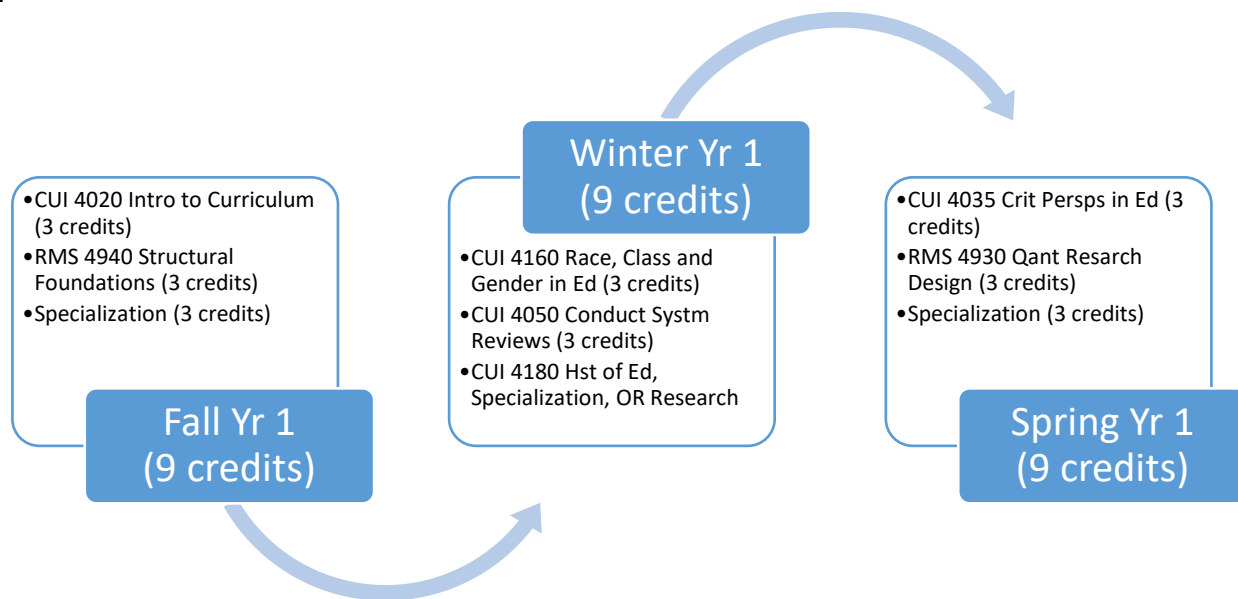 •CUI 4020 Intro to Curriculum
(3 credits)
•RMS 4940 Structural
Foundations (3 credits)
•Specialization (3 credits)
Fall Yr 1
(9 credits)
Winter Yr 1
(9 credits)
•CUI 4160 Race, Class and
Gender in Ed (3 credits)
•CUI 4050 Conduct Systm
Reviews (3 credits)
•CUI 4180 Hst of Ed,
Specialization, OR Research
•CUI 4035 Crit Persps in Ed (3
credits)
•RMS 4930 Qant Resarch
Design (3 credits)
•Specialization (3 credits)
Spring Yr 1
(9 credits)